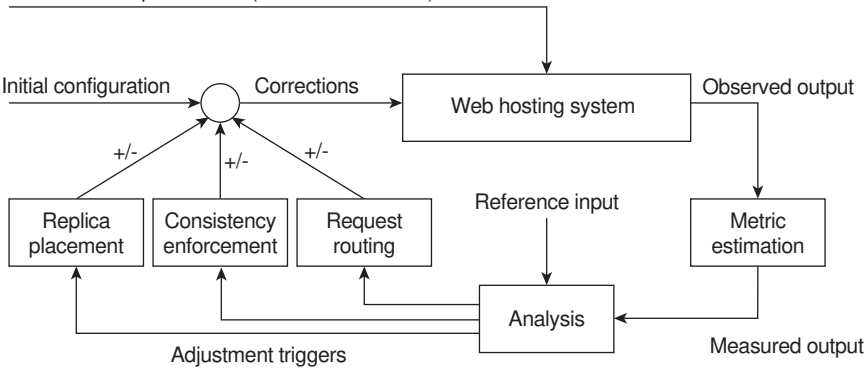 Initial configuration
Corrections
Web hosting system
Observed output
+/-
+/-
+/-
Reference input
Replica
placement
Consistency
enforcement
Request
routing
Metric
estimation
Analysis
Adjustment triggers
Measured output